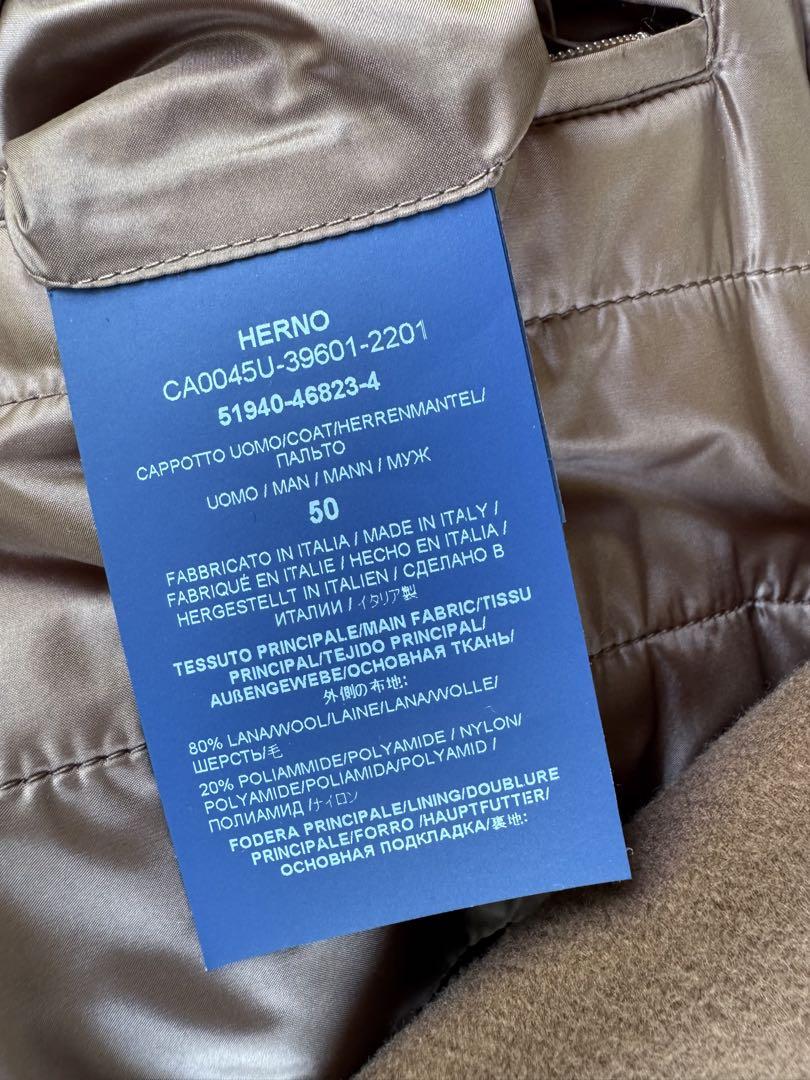 HERNO
CA0045U-39601-2201
51940-46823-4
CAPPOTTO UOMO/COAT/HERRENMANTEL/
ПАЛЬТО
UOMO / MAN / MANN / МУЖ
50
FABBRICATO IN ITALIA / MADE IN ITALY /
FABRIQUÉ EN ITALIE / HECHO EN ITALIA /
HERGESTELLT IN ITALIEN / СДЕЛАНО В
ИТАЛИИ / イタリア製
TESSUTO PRINCIPALE/MAIN FABRIC/TISSU
PRINCIPAL/TEJIDO PRINCIPAL/
AUßENGEWEBE/ОСНОВНАЯ ТКАНЬ/
外側の布地:
80% LANA/WOOL/LAINE/LANA/WOLLE/
ШЕРСТЬ/毛
20% POLIAMMIDE/POLYAMIDE / NYLON/
POLYAMIDE/POLIAMIDA/POLYAMID /
ПОЛИАМИД /ナイロン
FODERA PRINCIPALE/LINING/DOUBLURE
PRINCIPALE/FORRO /HAUPTFUTTER/
ОСНОВНАЯ ПОДКЛАДКА/裏地: